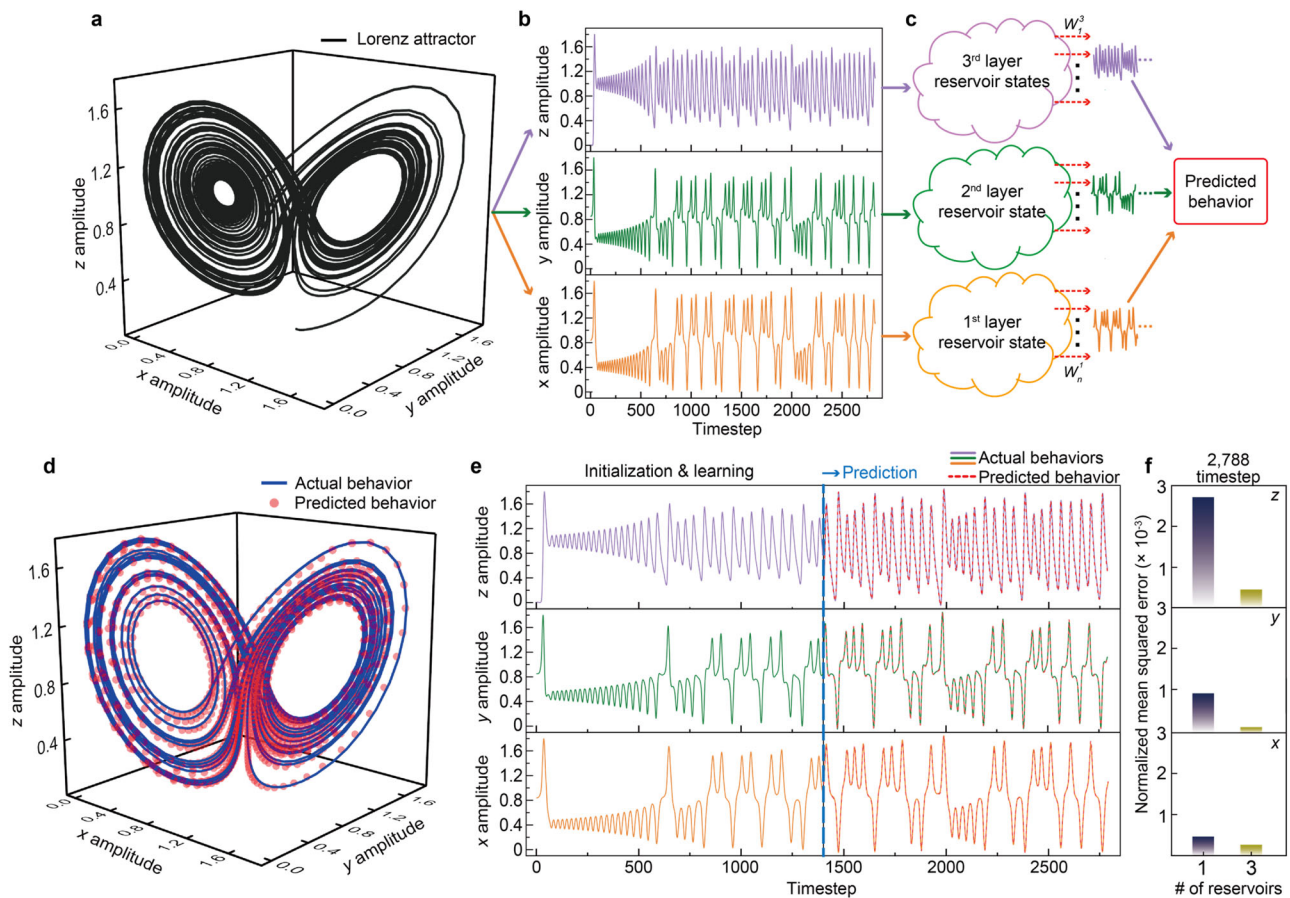 a
Lorenz attractor
z amplitude
1.6
1.2
0.8
0.4
0.0
0.4
0.8
1.2
1.6
x amplitude
0.0
0.4
0.8
1.2
1.6
y amplitude
b
z amplitude
1.6
1.2
0.8
0.4
0
y amplitude
1.6
1.2
0.8
0.4
0
x amplitude
1.6
1.2
0.8
0.4
0
0 500 1000 1500 2000 2500
Timestep
c
W₁³
3rd layer
reservoir states
2nd layer
reservoir state
1st layer
reservoir state
Wₙ¹
Predicted
behavior
d
Actual behavior
Predicted behavior
z amplitude
1.6
1.2
0.8
0.4
0.0
0.4
0.8
1.2
1.6
x amplitude
0.0
0.4
0.8
1.2
1.6
y amplitude
e
Initialization & learning
→ Prediction
Actual behaviors
Predicted behavior
z amplitude
1.6
1.2
0.8
0.4
0
y amplitude
1.6
1.2
0.8
0.4
0
x amplitude
1.6
1.2
0.8
0.4
0
0 500 1000 1500 2000 2500
Timestep
f
2,788
timestep
Normalized mean squared error (× 10⁻³)
3
z
2
1
3
y
2
1
3
x
2
1
1 3
# of reservoirs